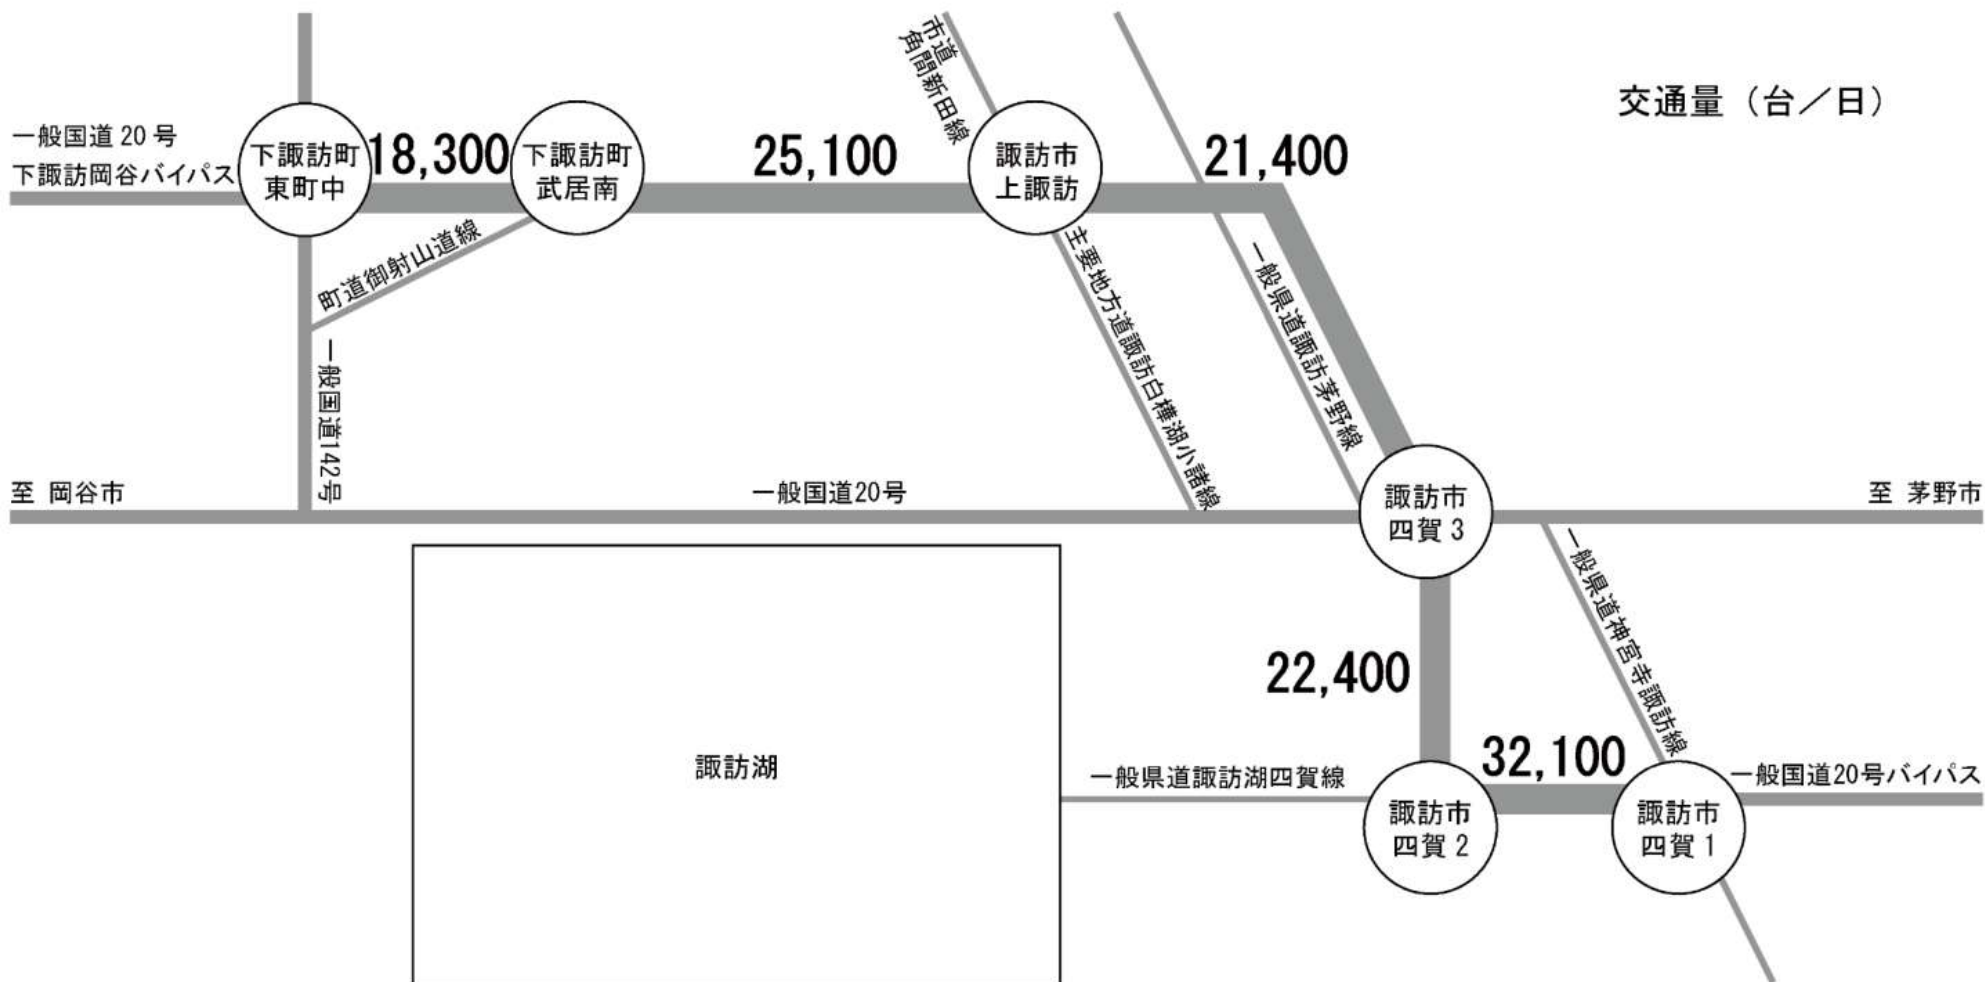 交通量（台／日）
一般国道20号
下諏訪岡谷バイパス
下諏訪町
東町中
18,300
下諏訪町
武居南
25,100
市道
角間新田線
諏訪市
上諏訪
21,400
町道御射山道線
一般国道142号
主要地方道諏訪白樺湖小諸線
一般県道諏訪茅野線
至 岡谷市
一般国道20号
諏訪市
四賀3
至 茅野市
一般県道神宮寺諏訪線
22,400
諏訪湖
一般県道諏訪湖四賀線
諏訪市
四賀2
32,100
諏訪市
四賀1
一般国道20号バイパス